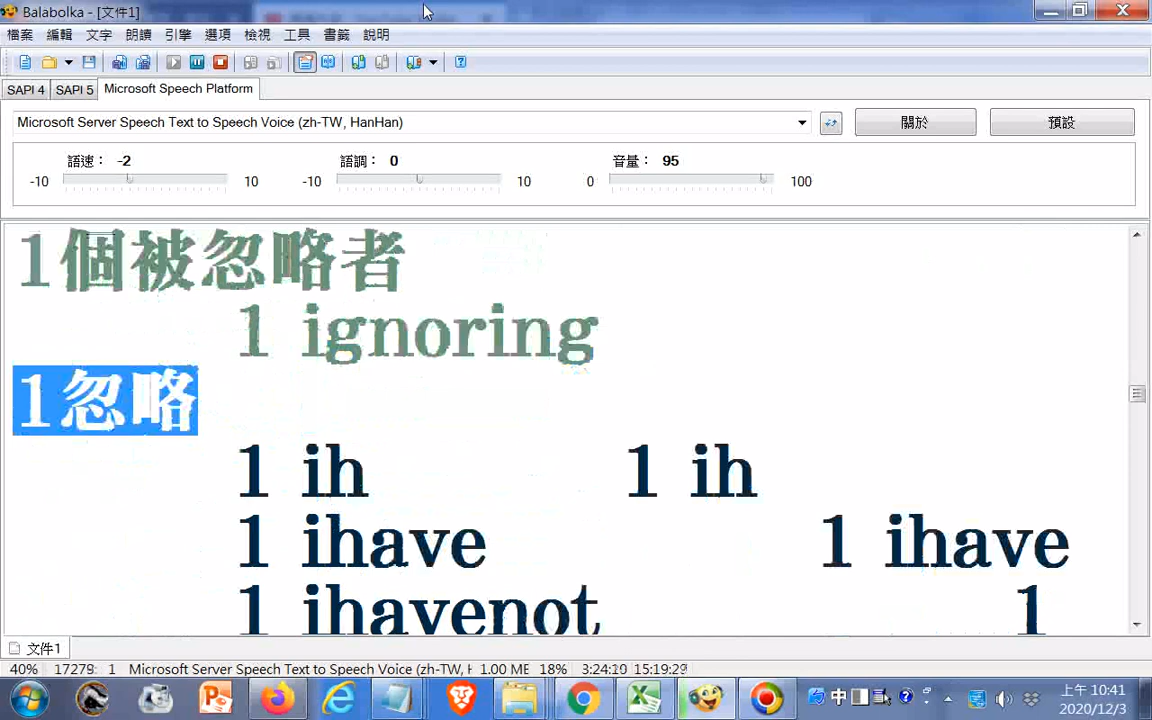 Balabolka - [文件1]
檔案 編輯 文字 朗讀 引擎 選項 檢視 工具 書籤 說明
SAPI 4 SAPI 5 Microsoft Speech Platform
Microsoft Server Speech Text to Speech Voice (zh-TW, HanHan) 關於 預設
語速： -2 語調： 0 音量： 95
-10 10 -10 10 0 100
1個被忽略者
1 ignoring
1忽略
1 ih 1 ih
1 ihave 1 ihave
1 ihavenot 1
文件1
40% 17279: 1 Microsoft Server Speech Text to Speech Voice (zh-TW, 1.00 ME 18% 3:24:10 15:19:29
中 上午 10:41
2020/12/3